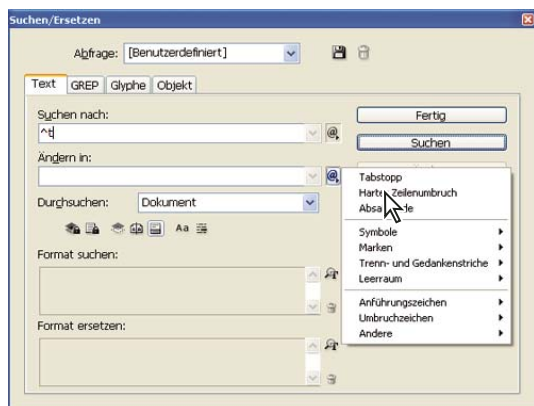 Suchen/Ersetzen
Abfrage: [Benutzerdefiniert]
Text GREP Glyphe Objekt
Suchen nach:
^t
Fertig
Suchen
Ändern in:
Tabstopp
Harter Zeilenumbruch
Durchsuchen: Dokument
Symbole
Marken
Trenn- und Gedankenstriche
Leerraum
Anführungszeichen
Umbruchzeichen
Andere
Format suchen:
Format ersetzen: